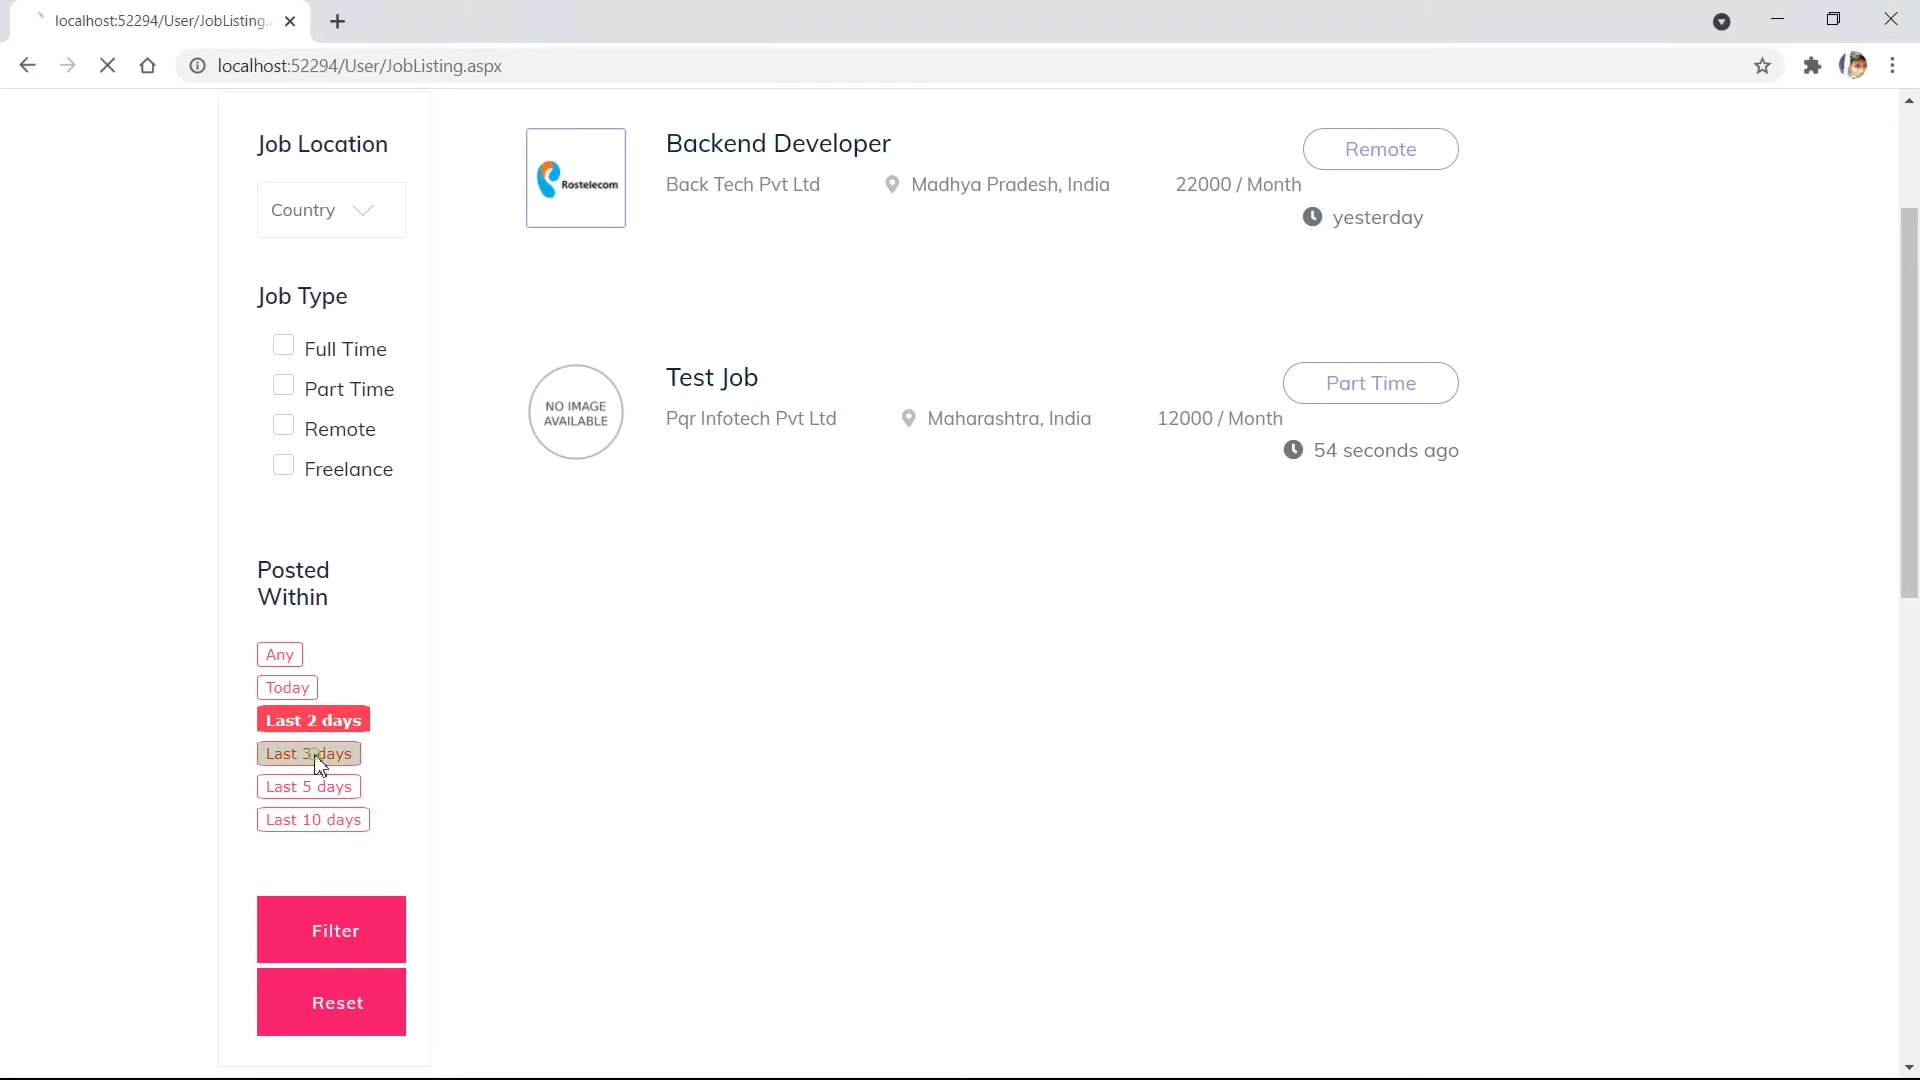 localhost:52294/User/JobListing.
localhost:52294/User/JobListing.aspx
Job Location
Country
Job Type
Full Time
Part Time
Remote
Freelance
Posted
Within
Any
Today
Last 2 days
Last 3 days
Last 5 days
Last 10 days
Filter
Reset
Rostelecom
Backend Developer
Back Tech Pvt Ltd
Madhya Pradesh, India
22000 / Month
Remote
yesterday
NO IMAGE
AVAILABLE
Test Job
Pqr Infotech Pvt Ltd
Maharashtra, India
12000 / Month
Part Time
54 seconds ago